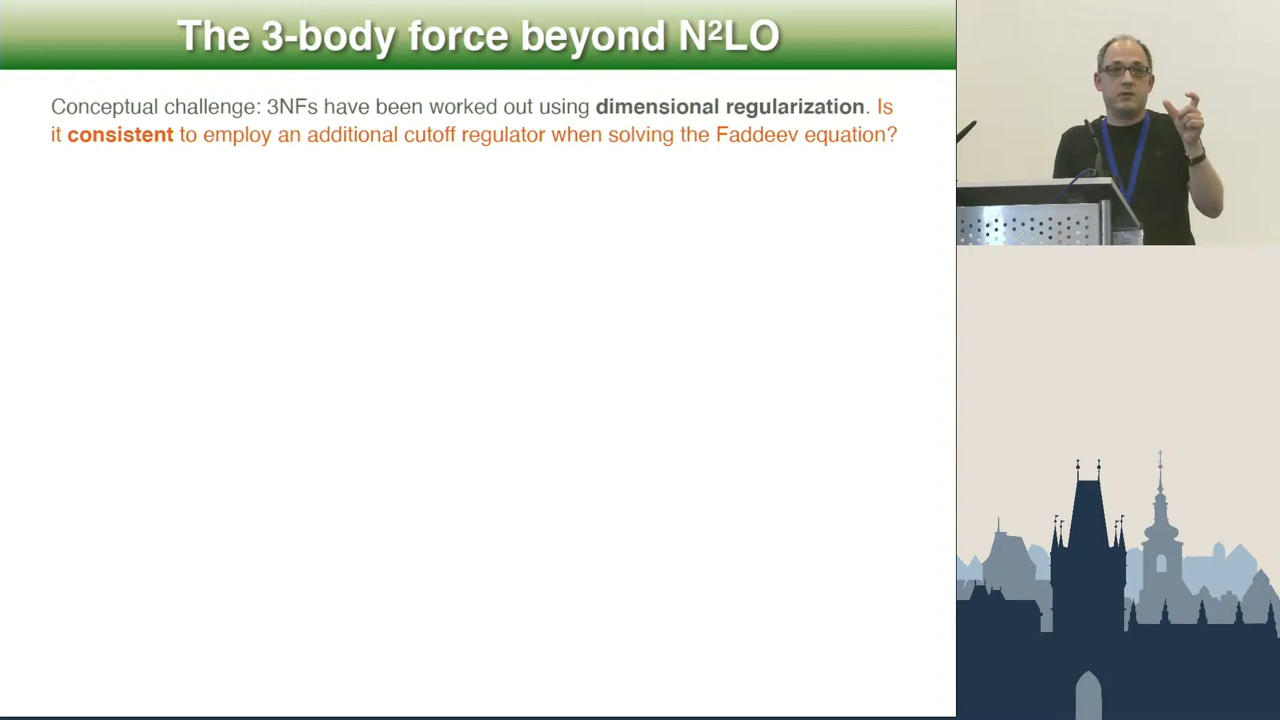 The 3-body force beyond N²LO
Conceptual challenge: 3NFs have been worked out using dimensional regularization. Is
it consistent to employ an additional cutoff regulator when solving the Faddeev equation?